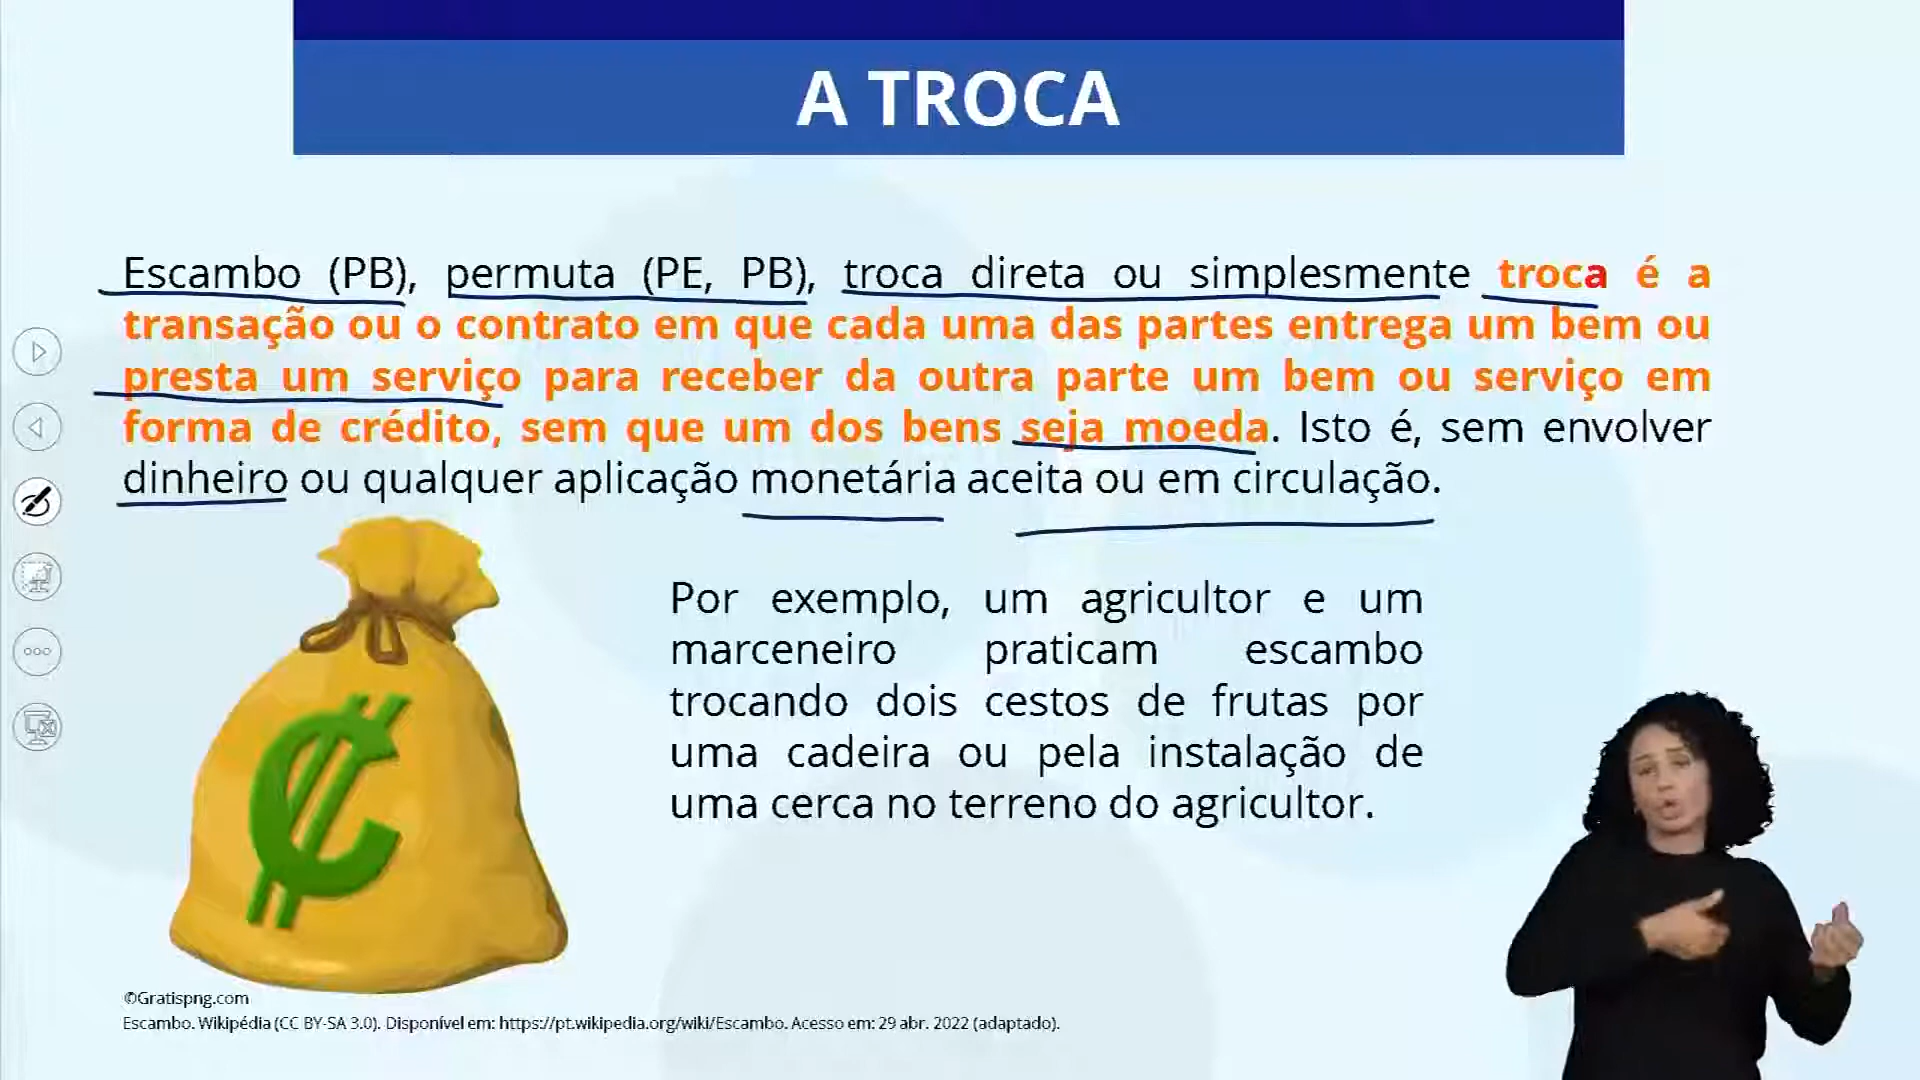 A TROCA
Escambo (PB), permuta (PE, PB), troca direta ou simplesmente troca é a
transação ou o contrato em que cada uma das partes entrega um bem ou
presta um serviço para receber da outra parte um bem ou serviço em
forma de crédito, sem que um dos bens seja moeda. Isto é, sem envolver
dinheiro ou qualquer aplicação monetária aceita ou em circulação.
Por exemplo, um agricultor e um
marceneiro praticam escambo
trocando dois cestos de frutas por
uma cadeira ou pela instalação de
uma cerca no terreno do agricultor.
©Gratispng.com
Escambo. Wikipédia (CC BY-SA 3.0). Disponível em: https://pt.wikipedia.org/wiki/Escambo. Acesso em: 29 abr. 2022 (adaptado).